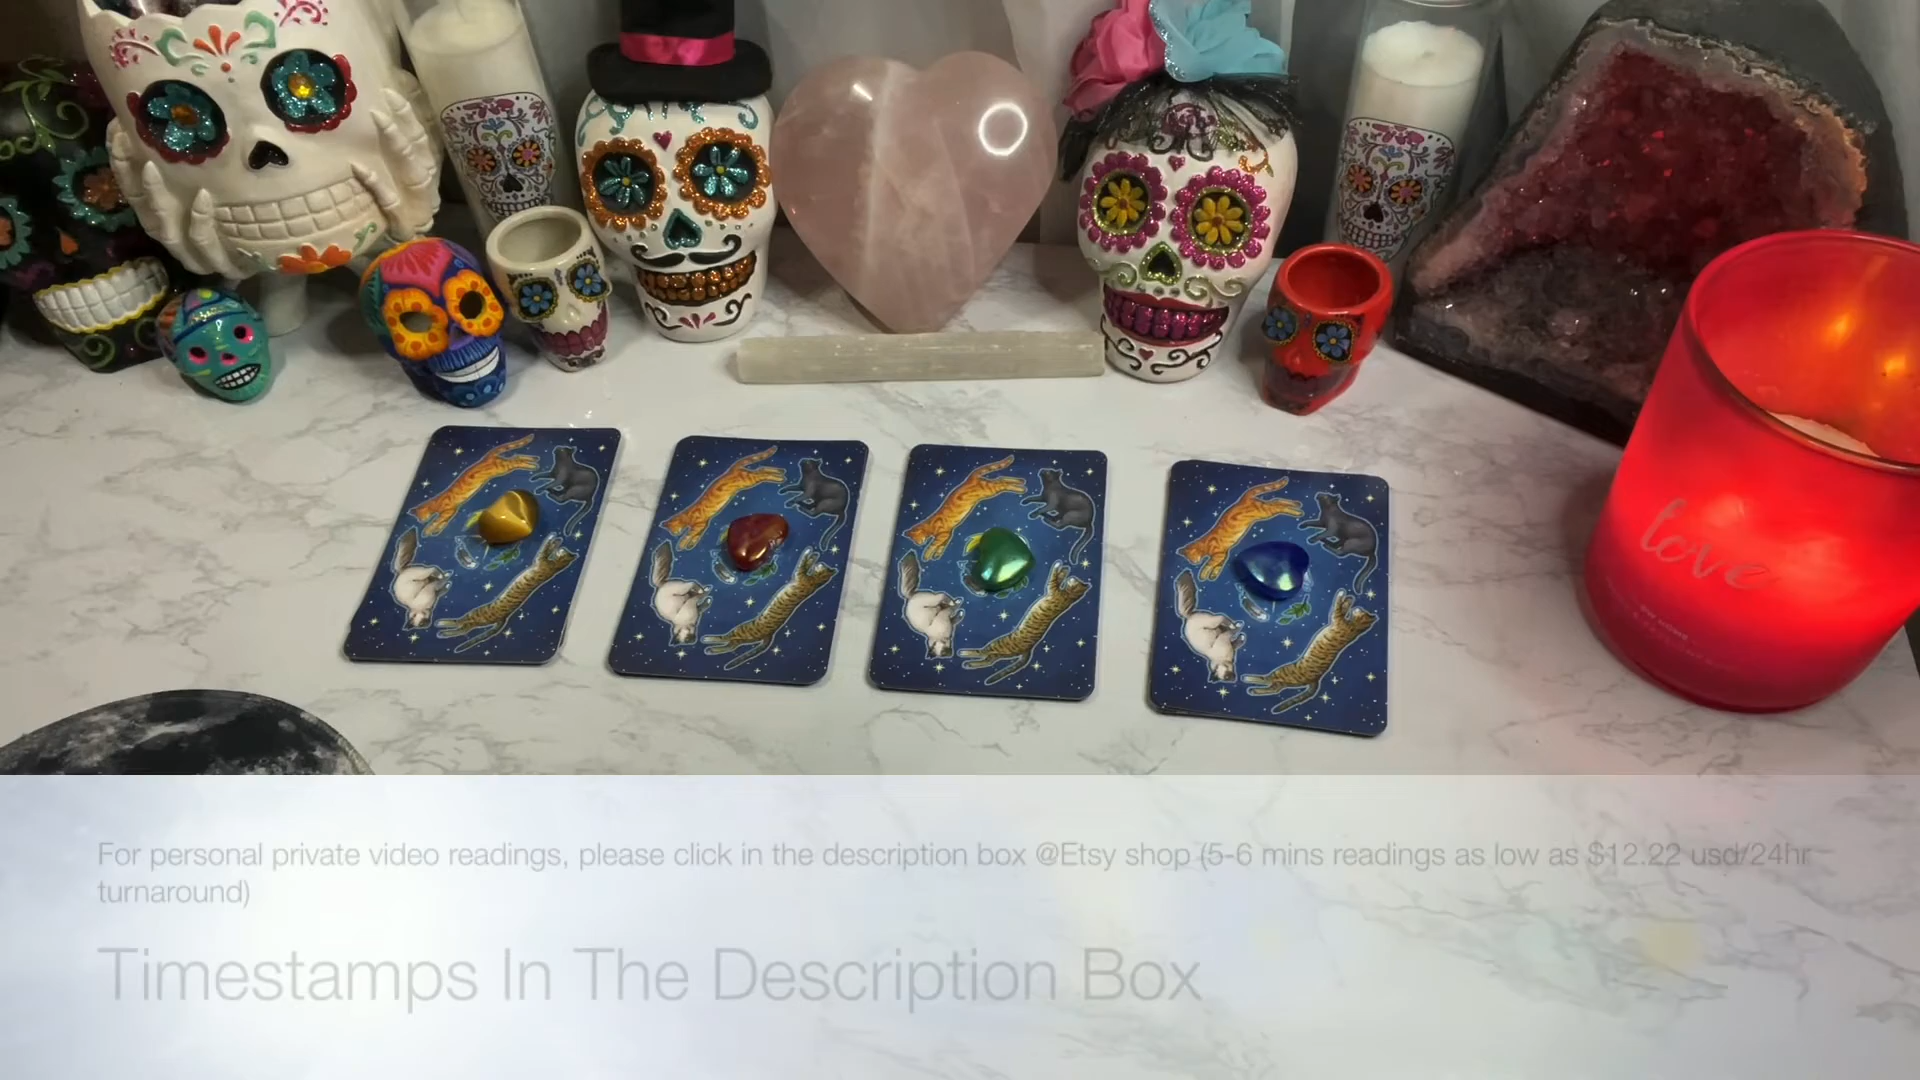 love
For personal private video readings, please click in the description box @Etsy shop (5-6 mins readings as low as $12.22 usd/24hr
turnaround)
Timestamps In The Description Box